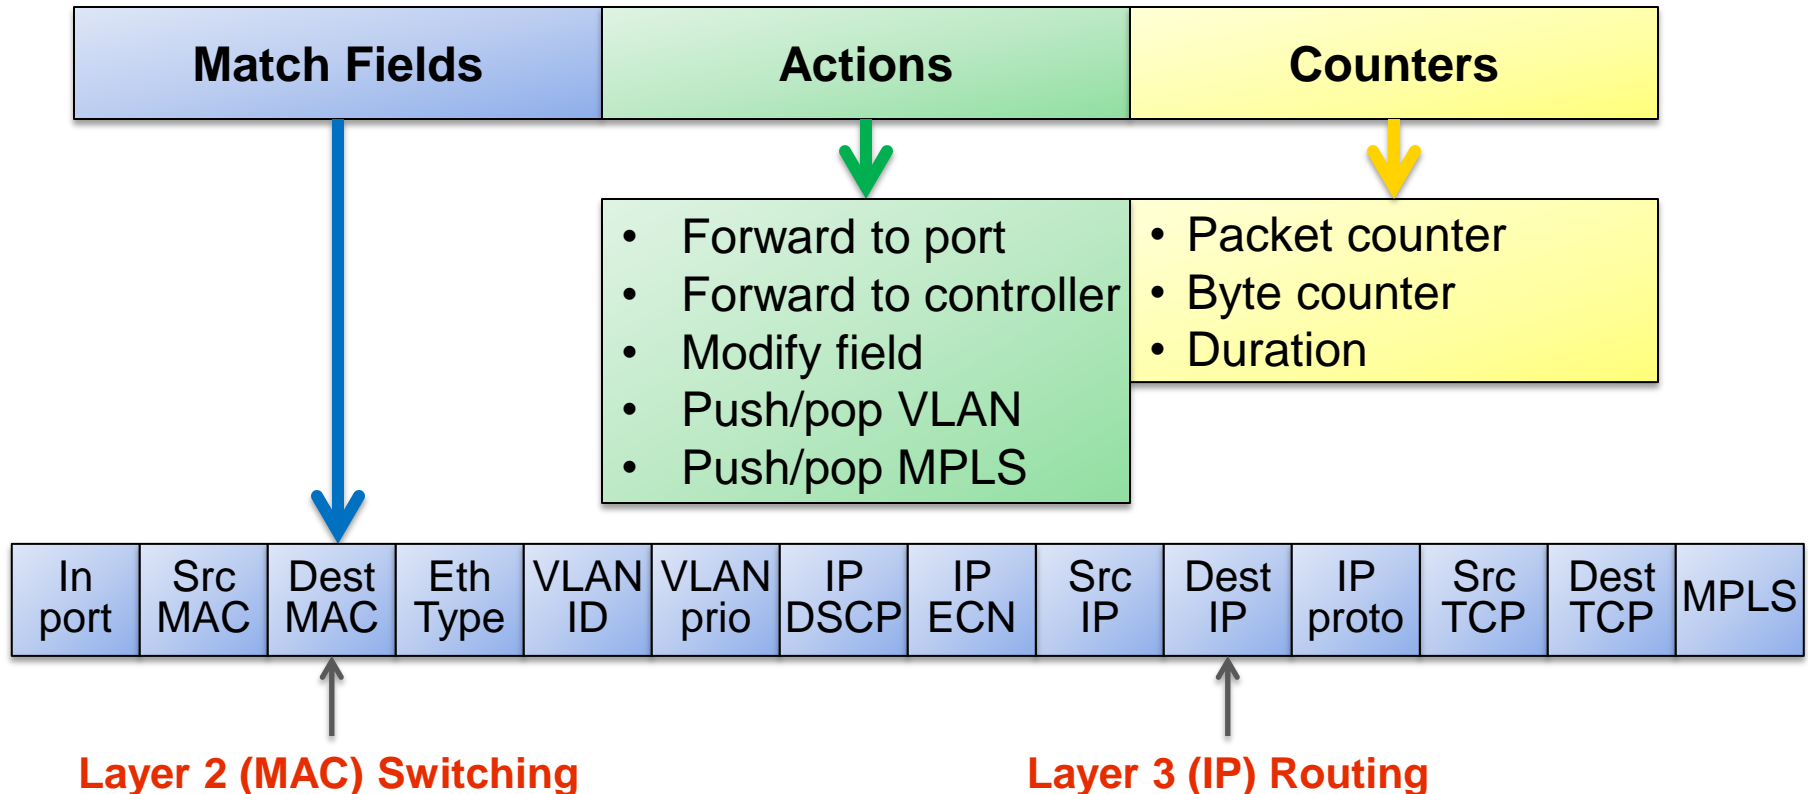 Match Fields
Actions
Counters
• Forward to port
• Forward to controller
• Modify field
• Push/pop VLAN
• Push/pop MPLS
• Packet counter
• Byte counter
• Duration
In
port
Src
MAC
Dest
MAC
Eth
Type
VLAN
ID
VLAN
prio
IP
DSCP
IP
ECN
Src
IP
Dest
IP
IP
proto
Src
TCP
Dest
TCP
MPLS
Layer 2 (MAC) Switching
Layer 3 (IP) Routing